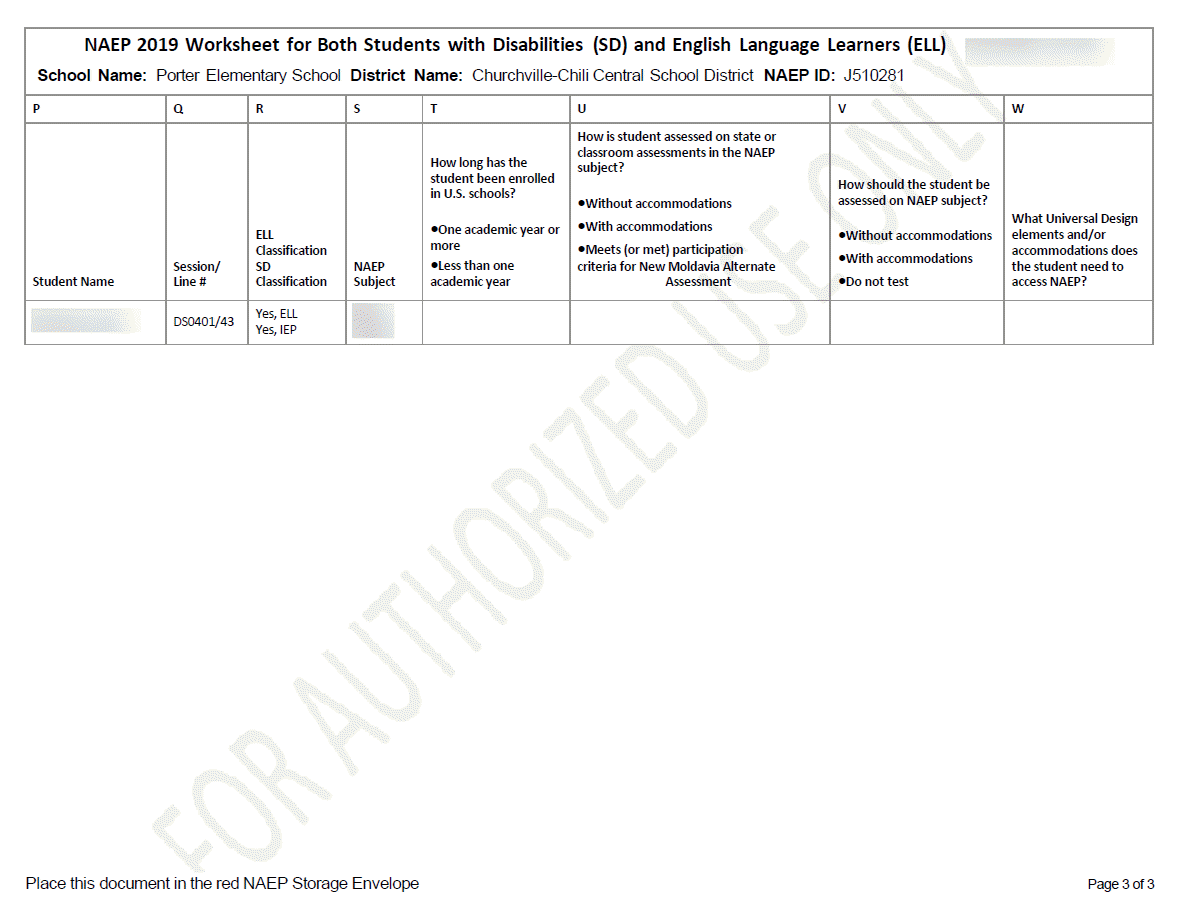 NAEP 2019 Worksheet for Both Students with Disabilities (SD) and English Language Learners (ELL)
School Name: Porter Elementary School District Name: Churchville-Chili Central School District NAEP ID: J510281
P Q R S T U V W
Student Name
Session/
Line #
ELL
Classification
SD
Classification
NAEP
Subject
How long has the
student been enrolled
in U.S. schools?
●One academic year or
more
●Less than one
academic year
How is student assessed on state or
classroom assessments in the NAEP
subject?
●Without accommodations
●With accommodations
●Meets (or met) participation
criteria for New Moldavia Alternate
Assessment
How should the student be
assessed on NAEP subject?
●Without accommodations
●With accommodations
●Do not test
What Universal Design
elements and/or
accommodations does
the student need to
access NAEP?
DS0401/43
Yes, ELL
Yes, IEP
FOR AUTHORIZED USE ONLY
Place this document in the red NAEP Storage Envelope
Page 3 of 3